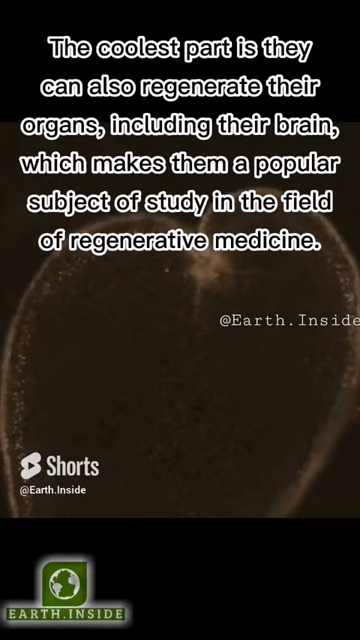 The coolest part is they
can also regenerate their
organs, including their brain,
which makes them a popular
subject of study in the field
of regenerative medicine.
@Earth.Inside
Shorts
@Earth.Inside
EARTH.INSIDE